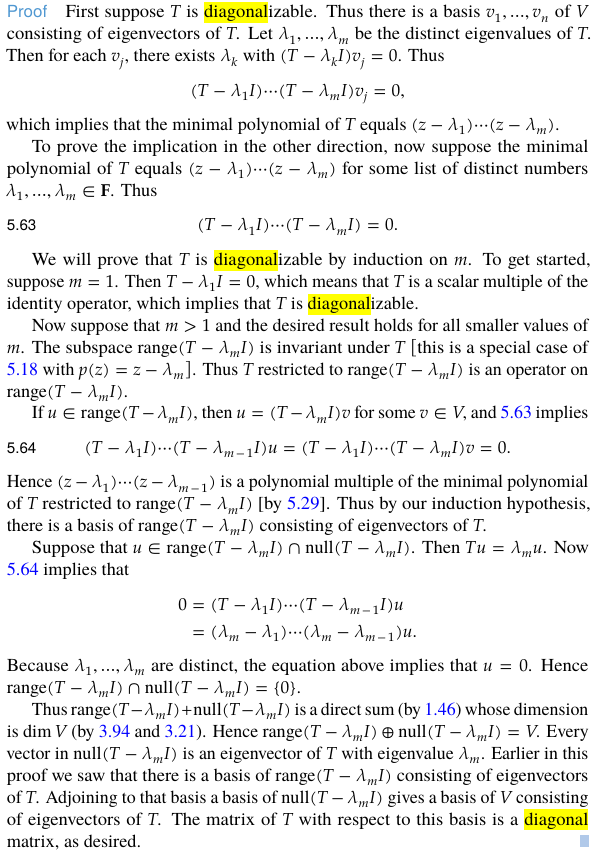 Proof First suppose T is diagonalizable. Thus there is a basis v₁, ..., vₙ of V
consisting of eigenvectors of T. Let λ₁, ..., λₘ be the distinct eigenvalues of T.
Then for each vⱼ, there exists λₖ with (T − λₖI)vⱼ = 0. Thus
(T − λ₁I)⋯(T − λₘI)vⱼ = 0,
which implies that the minimal polynomial of T equals (z − λ₁)⋯(z − λₘ).
To prove the implication in the other direction, now suppose the minimal
polynomial of T equals (z − λ₁)⋯(z − λₘ) for some list of distinct numbers
λ₁, ..., λₘ ∈ F. Thus
5.63 (T − λ₁I)⋯(T − λₘI) = 0.
We will prove that T is diagonalizable by induction on m. To get started,
suppose m = 1. Then T − λ₁I = 0, which means that T is a scalar multiple of the
identity operator, which implies that T is diagonalizable.
Now suppose that m > 1 and the desired result holds for all smaller values of
m. The subspace range(T − λₘI) is invariant under T [this is a special case of
5.18 with p(z) = z − λₘ]. Thus T restricted to range(T − λₘI) is an operator on
range(T − λₘI).
If u ∈ range(T − λₘI), then u = (T − λₘI)v for some v ∈ V, and 5.63 implies
5.64 (T − λ₁I)⋯(T − λₘ₋₁I)u = (T − λ₁I)⋯(T − λₘI)v = 0.
Hence (z − λ₁)⋯(z − λₘ₋₁) is a polynomial multiple of the minimal polynomial
of T restricted to range(T − λₘI) [by 5.29]. Thus by our induction hypothesis,
there is a basis of range(T − λₘI) consisting of eigenvectors of T.
Suppose that u ∈ range(T − λₘI) ∩ null(T − λₘI). Then Tu = λₘu. Now
5.64 implies that
0 = (T − λ₁I)⋯(T − λₘ₋₁I)u
= (λₘ − λ₁)⋯(λₘ − λₘ₋₁)u.
Because λ₁, ..., λₘ are distinct, the equation above implies that u = 0. Hence
range(T − λₘI) ∩ null(T − λₘI) = {0}.
Thus range(T − λₘI) + null(T − λₘI) is a direct sum (by 1.46) whose dimension
is dim V (by 3.94 and 3.21). Hence range(T − λₘI) ⊕ null(T − λₘI) = V. Every
vector in null(T − λₘI) is an eigenvector of T with eigenvalue λₘ. Earlier in this
proof we saw that there is a basis of range(T − λₘI) consisting of eigenvectors
of T. Adjoining to that basis a basis of null(T − λₘI) gives a basis of V consisting
of eigenvectors of T. The matrix of T with respect to this basis is a diagonal
matrix, as desired.